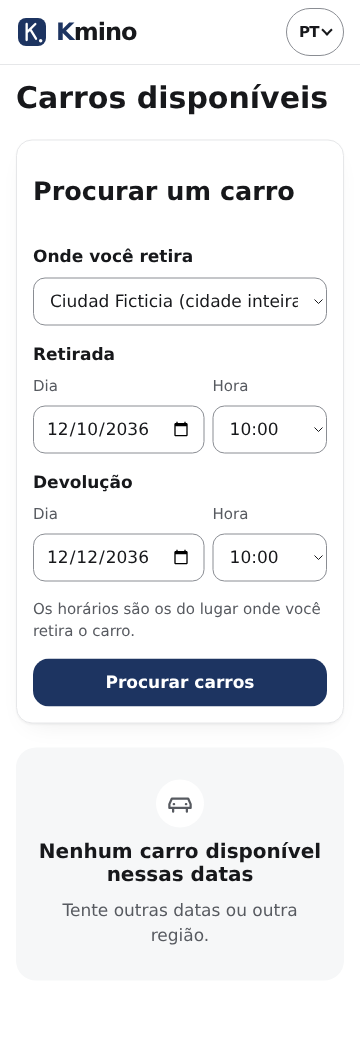 K. Kmino
PT
Carros disponíveis
Procurar um carro
Onde você retira
Ciudad Ficticia (cidade inteira
Retirada
Dia Hora
12/10/2036 10:00
Devolução
Dia Hora
12/12/2036 10:00
Os horários são os do lugar onde você
retira o carro.
Procurar carros
Nenhum carro disponível
nessas datas
Tente outras datas ou outra
região.